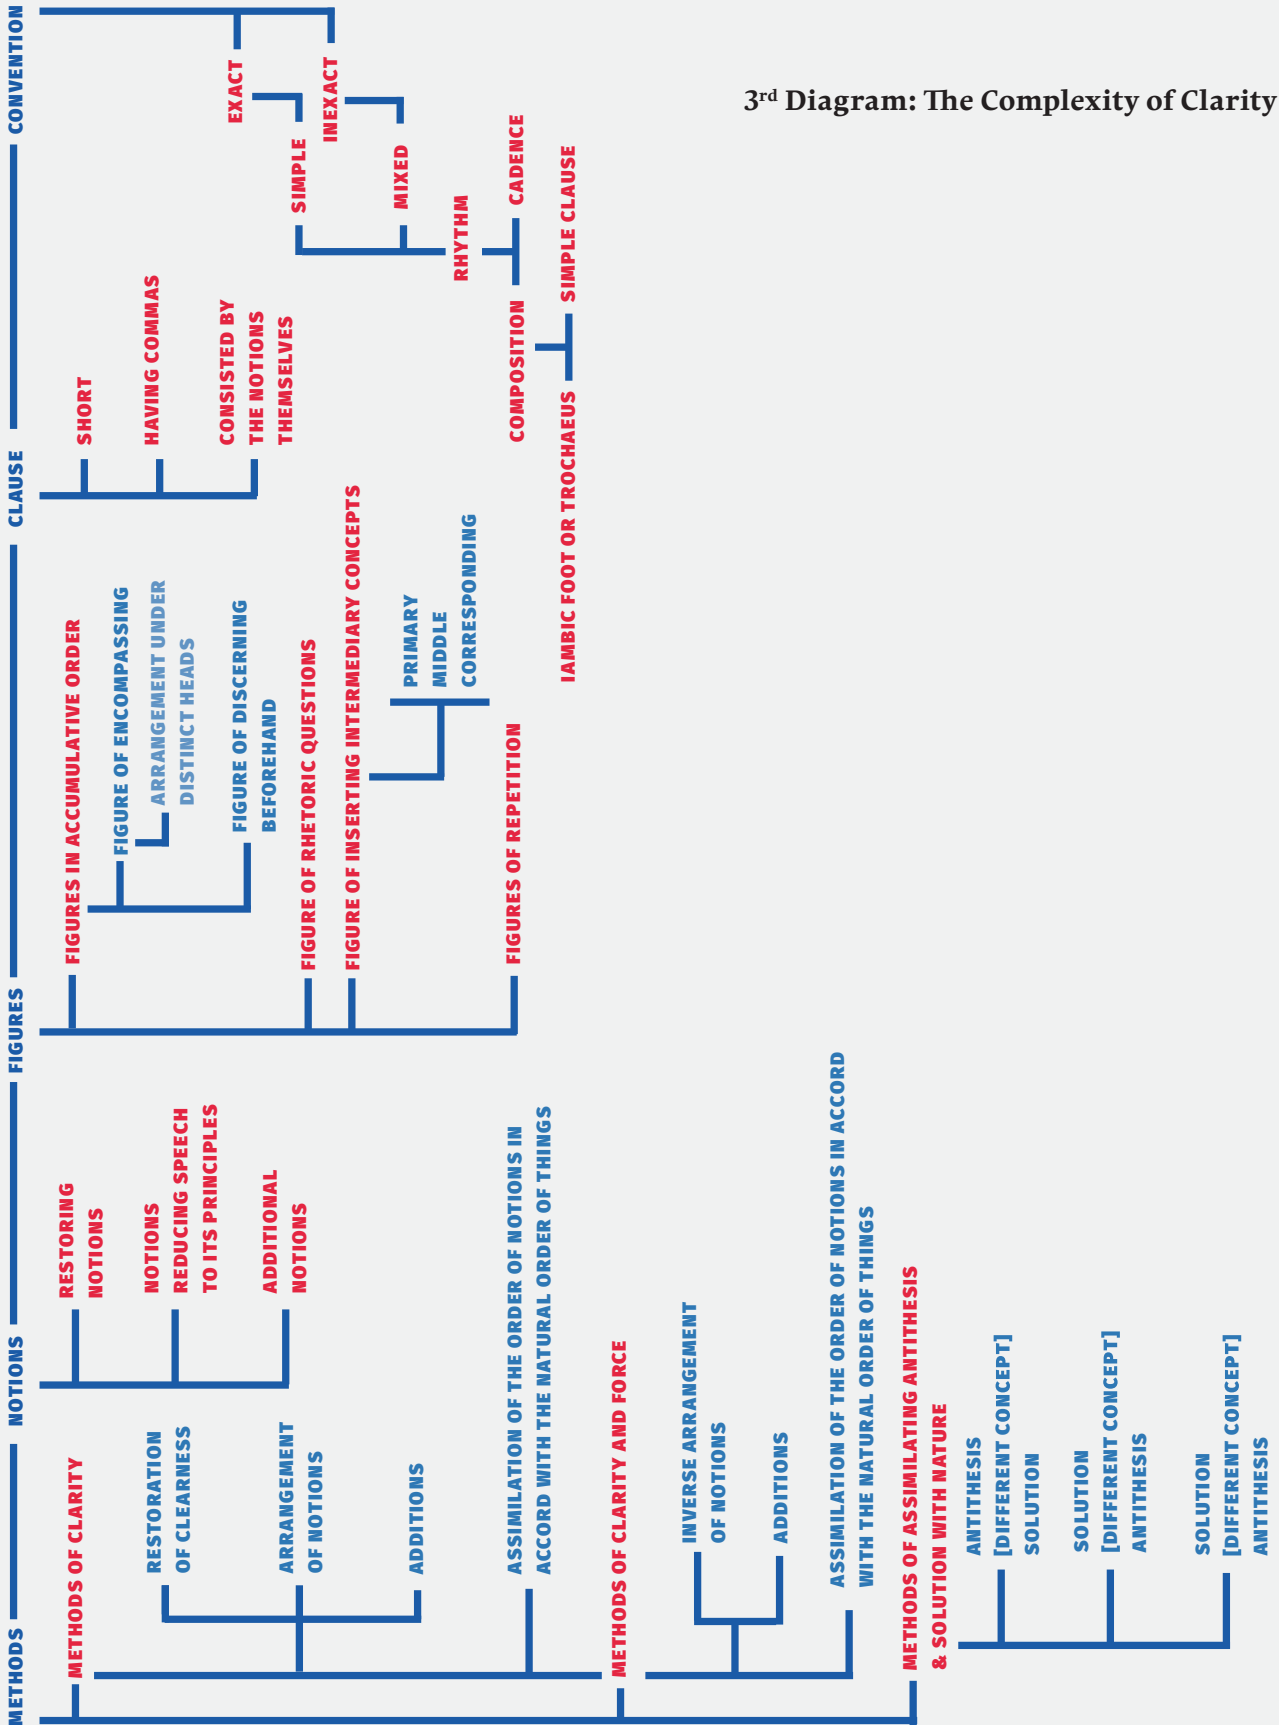 3rd Diagram: The Complexity of Clarity
METHODS
NOTIONS
FIGURES
CLAUSE
CONVENTION
METHODS OF CLARITY
RESTORATION
OF CLEARNESS
ARRANGEMENT
OF NOTIONS
ADDITIONS
ASSIMILATION OF THE ORDER OF NOTIONS IN
ACCORD WITH THE NATURAL ORDER OF THINGS
METHODS OF CLARITY AND FORCE
INVERSE ARRANGEMENT
OF NOTIONS
ADDITIONS
ASSIMILATION OF THE ORDER OF NOTIONS IN ACCORD
WITH THE NATURAL ORDER OF THINGS
METHODS OF ASSIMILATING ANTITHESIS
& SOLUTION WITH NATURE
ANTITHESIS
[DIFFERENT CONCEPT]
SOLUTION
SOLUTION
[DIFFERENT CONCEPT]
ANTITHESIS
SOLUTION
[DIFFERENT CONCEPT]
ANTITHESIS
RESTORING
NOTIONS
NOTIONS
REDUCING SPEECH
TO ITS PRINCIPLES
ADDITIONAL
NOTIONS
FIGURES IN ACCUMULATIVE ORDER
FIGURE OF ENCOMPASSING
ARRANGEMENT UNDER
DISTINCT HEADS
FIGURE OF DISCERNING
BEFOREHAND
FIGURE OF RHETORIC QUESTIONS
FIGURE OF INSERTING INTERMEDIARY CONCEPTS
PRIMARY
MIDDLE
CORRESPONDING
FIGURES OF REPETITION
SHORT
HAVING COMMAS
CONSISTED BY
THE NOTIONS
THEMSELVES
EXACT
INEXACT
SIMPLE
MIXED
RHYTHM
COMPOSITION
CADENCE
IAMBIC FOOT OR TROCHAEUS
SIMPLE CLAUSE